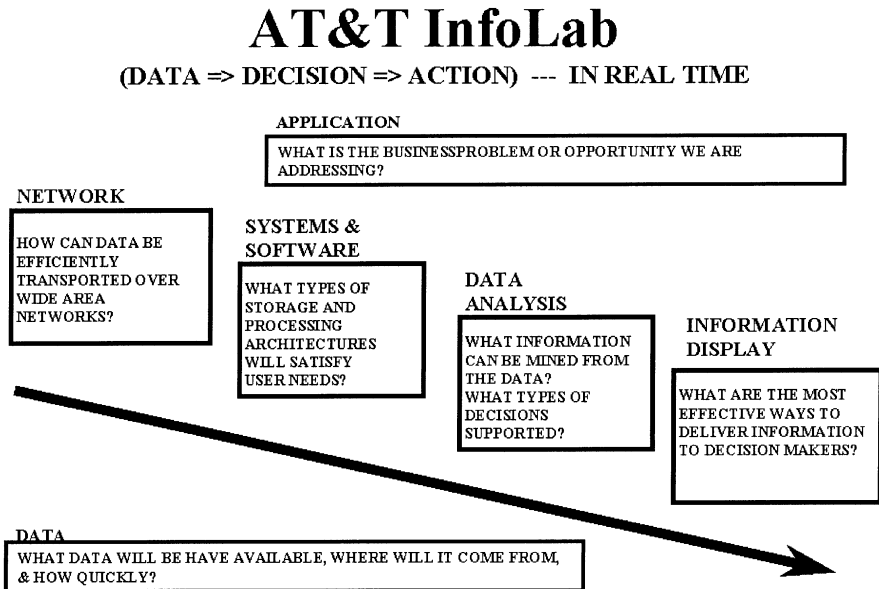 AT&T InfoLab
(DATA => DECISION => ACTION) --- IN REAL TIME
APPLICATION
WHAT IS THE BUSINESSPROBLEM OR OPPORTUNITY WE ARE
ADDRESSING?
NETWORK
HOW CAN DATA BE
EFFICIENTLY
TRANSPORTED OVER
WIDE AREA
NETWORKS?
SYSTEMS &
SOFTWARE
WHAT TYPES OF
STORAGE AND
PROCESSING
ARCHITECTURES
WILL SATISFY
USER NEEDS?
DATA
ANALYSIS
WHAT INFORMATION
CAN BE MINED FROM
THE DATA?
WHAT TYPES OF
DECISIONS
SUPPORTED?
INFORMATION
DISPLAY
WHAT ARE THE MOST
EFFECTIVE WAYS TO
DELIVER INFORMATION
TO DECISION MAKERS?
DATA
WHAT DATA WILL BE HAVE AVAILABLE, WHERE WILL IT COME FROM,
& HOW QUICKLY?